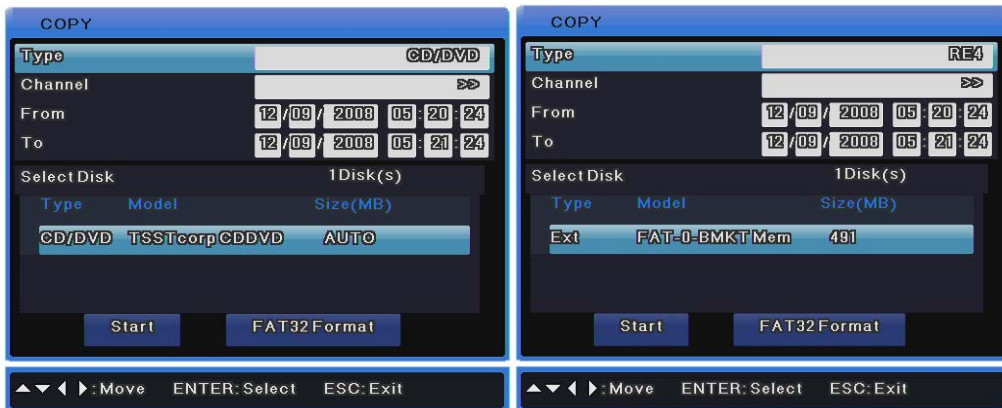 COPY
Type CD/DVD
Channel >>
From 12/09/2008 05:20:24
To 12/09/2008 05:21:24
Select Disk 1Disk(s)
Type Model Size(MB)
CD/DVD TSSTcorp CDDVD AUTO
Start FAT32 Format
▲▼◀ ▶:Move ENTER:Select ESC:Exit
COPY
Type RE4
Channel >>
From 12/09/2008 05:20:24
To 12/09/2008 05:21:24
Select Disk 1Disk(s)
Type Model Size(MB)
Ext FAT-0-BMKT Mem 491
Start FAT32 Format
▲▼◀ ▶:Move ENTER:Select ESC:Exit